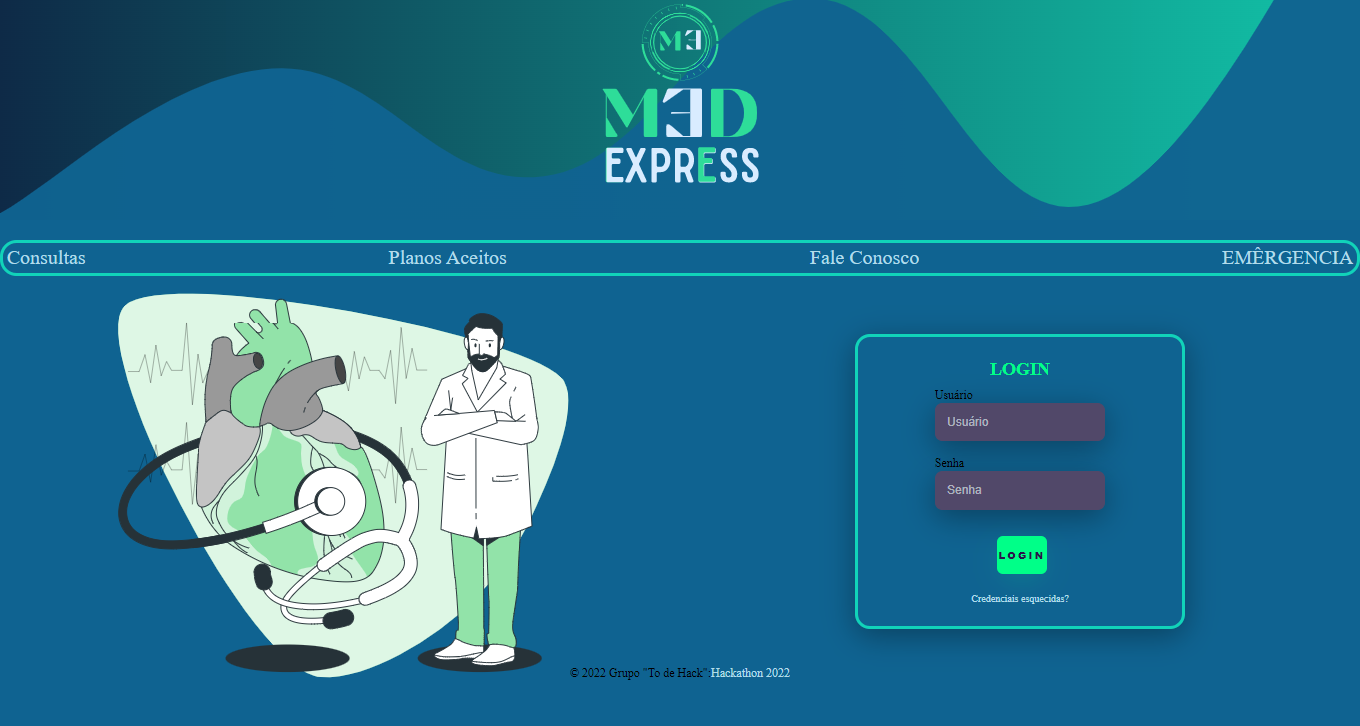 MED
MED
EXPRESS
Consultas Planos Aceitos Fale Conosco EMÊRGENCIA
LOGIN
Usuário
Usuário
Senha
Senha
LOGIN
Credenciais esquecidas?
© 2022 Grupo "To de Hack" Hackathon 2022